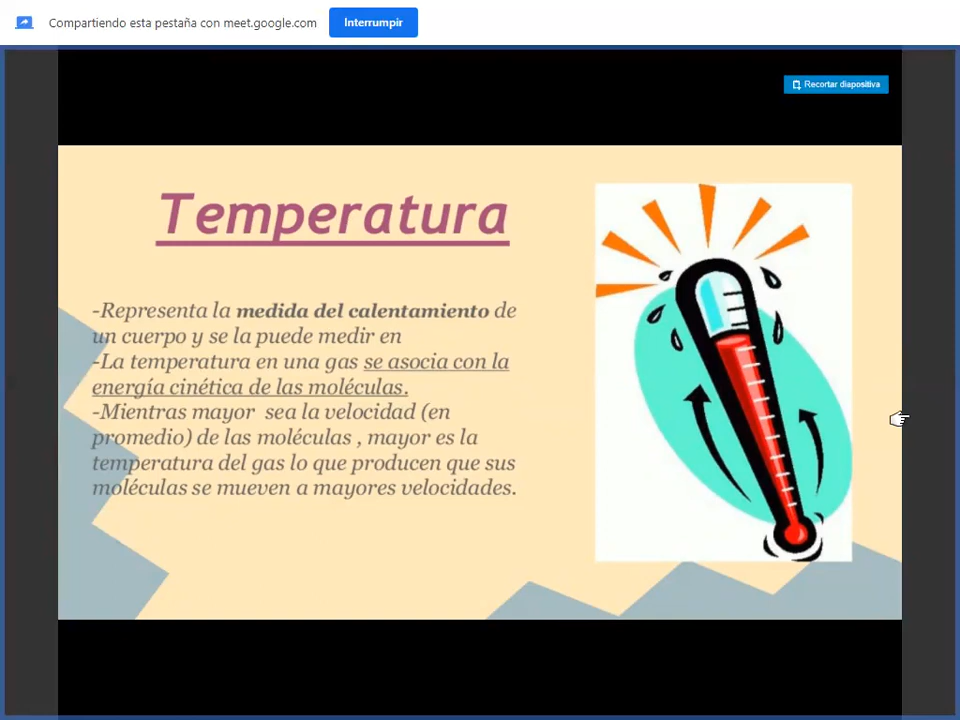 Compartiendo esta pestaña con meet.google.com
Interrumpir
Recortar diapositiva
Temperatura
-Representa la medida del calentamiento de
un cuerpo y se la puede medir en
-La temperatura en una gas se asocia con la
energía cinética de las moléculas.
-Mientras mayor sea la velocidad (en
promedio) de las moléculas , mayor es la
temperatura del gas lo que producen que sus
moléculas se mueven a mayores velocidades.